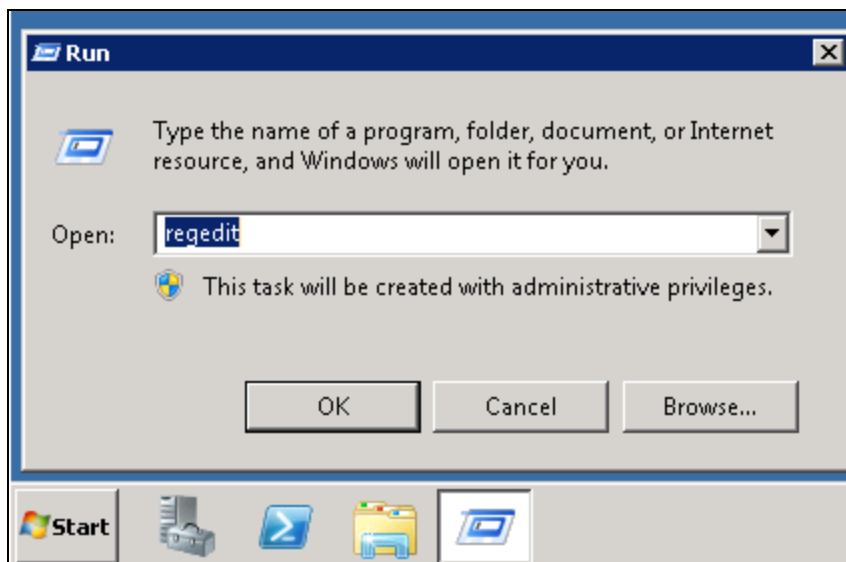 Run
Type the name of a program, folder, document, or Internet
resource, and Windows will open it for you.
Open: regedit
This task will be created with administrative privileges.
OK Cancel Browse...
Start